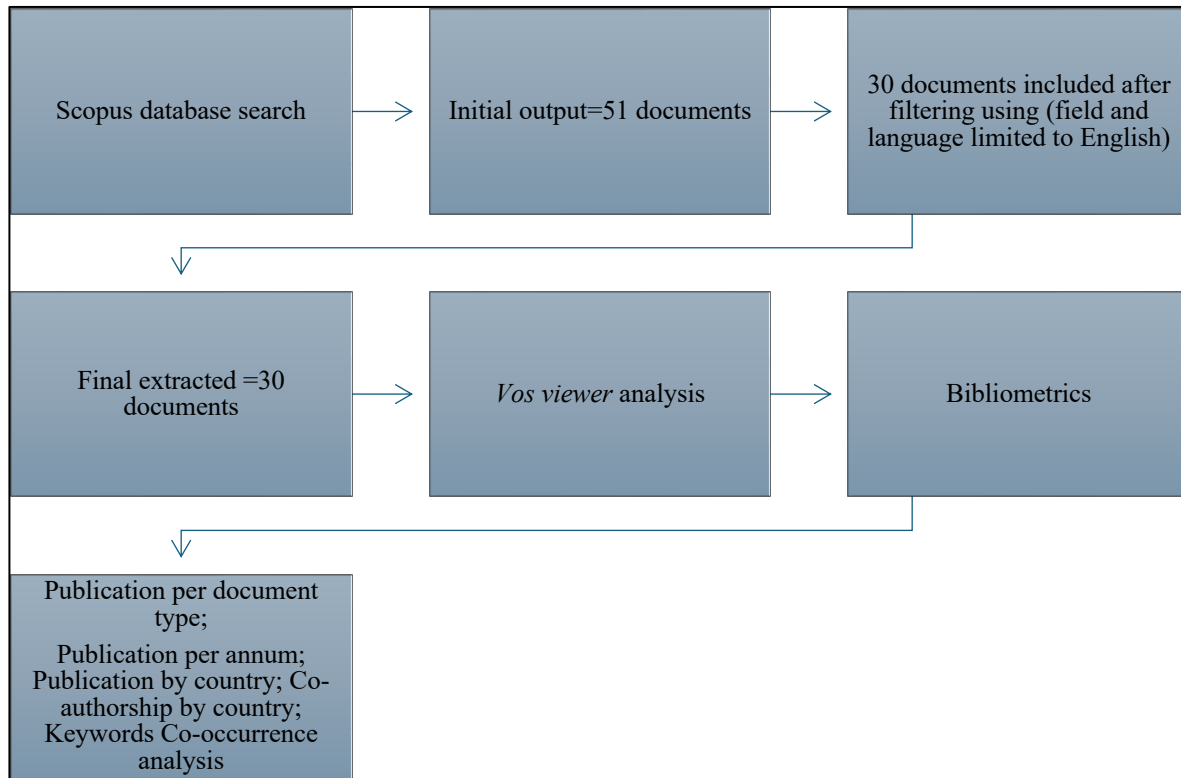 Scopus database search
Initial output=51 documents
30 documents included after
filtering using (field and
language limited to English)
Final extracted =30
documents
Vos viewer analysis
Bibliometrics
Publication per document
type;
Publication per annum;
Publication by country; Co-
authorship by country;
Keywords Co-occurrence
analysis